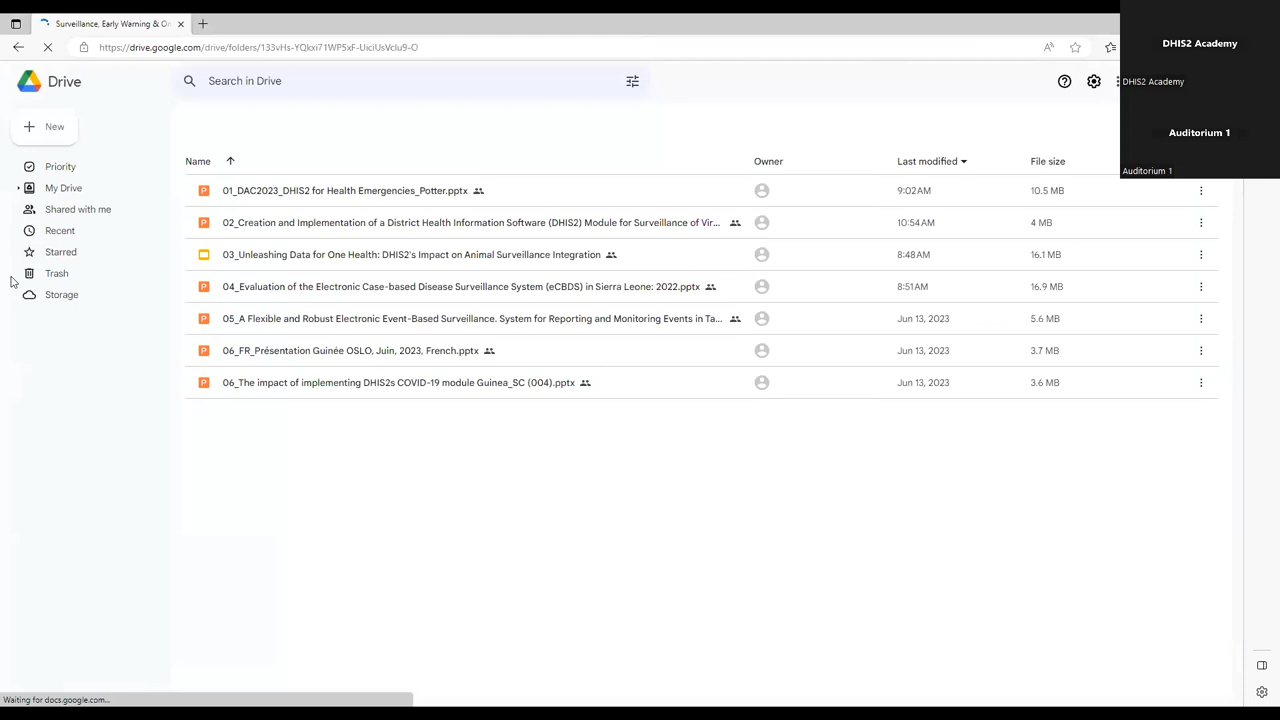 Surveillance, Early Warning & O
https://drive.google.com/drive/folders/133vHs-YQkxi71WP5xF-UiciUsVclu9-O
DHIS2 Academy
DHIS2 Academy
Auditorium 1
Auditorium 1
Drive
Search in Drive
New
Priority
My Drive
Shared with me
Recent
Starred
Trash
Storage
Name Owner Last modified File size
01_DAC2023_DHIS2 for Health Emergencies_Potter.pptx 9:02 AM 10.5 MB
02_Creation and Implementation of a District Health Information Software (DHIS2) Module for Surveillance of Vir... 10:54 AM 4 MB
03_Unleashing Data for One Health: DHIS2's Impact on Animal Surveillance Integration 8:48 AM 16.1 MB
04_Evaluation of the Electronic Case-based Disease Surveillance System (eCBDS) in Sierra Leone: 2022.pptx 8:51 AM 16.9 MB
05_A Flexible and Robust Electronic Event-Based Surveillance. System for Reporting and Monitoring Events in Ta... Jun 13, 2023 5.6 MB
06_FR_Présentation Guinée OSLO, Juin, 2023, French.pptx Jun 13, 2023 3.7 MB
06_The impact of implementing DHIS2s COVID-19 module Guinea_SC (004).pptx Jun 13, 2023 3.6 MB
Waiting for docs.google.com...